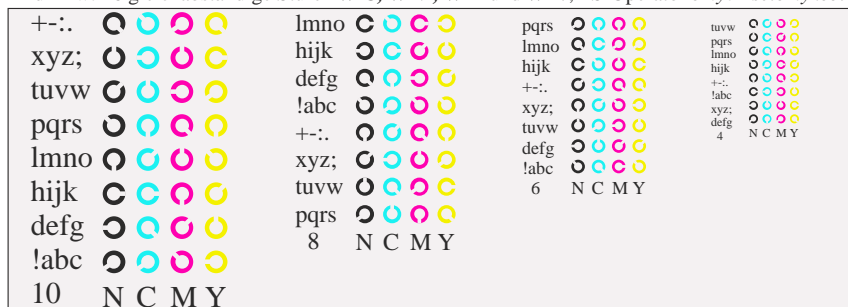 +-:.
xyz;
tuvw
pqrs
lmno
hijk
defg
!abc
10 N C M Y
lmno
hijk
defg
!abc
+-:.
xyz;
tuvw
pqrs
8 N C M Y
pqrs
lmno
hijk
+-:.
xyz;
tuvw
defg
!abc
6 N C M Y
tuvw
pqrs
lmno
hijk
+-:.
!abc
xyz;
defg
4 N C M Y